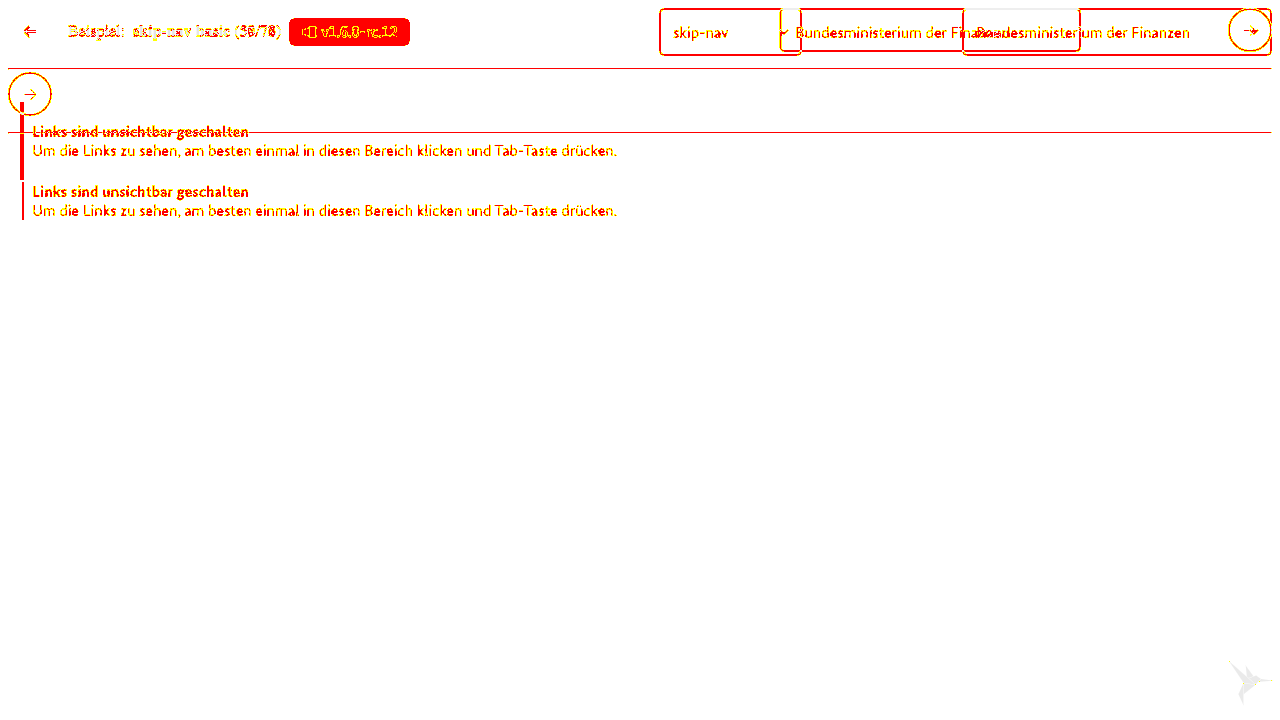 Beispiel: skip-nav basic (/70) v1.6.0-rc.12
skip-nav
Bundesministerium der Finanzen
Bundesministerium der Finanzen
Links sind unsichtbar geschalten
Um die Links zu sehen, am besten einmal in diesen Bereich klicken und Tab-Taste drücken.
Links sind unsichtbar geschalten
Um die Links zu sehen, am besten einmal in diesen Bereich klicken und Tab-Taste drücken.